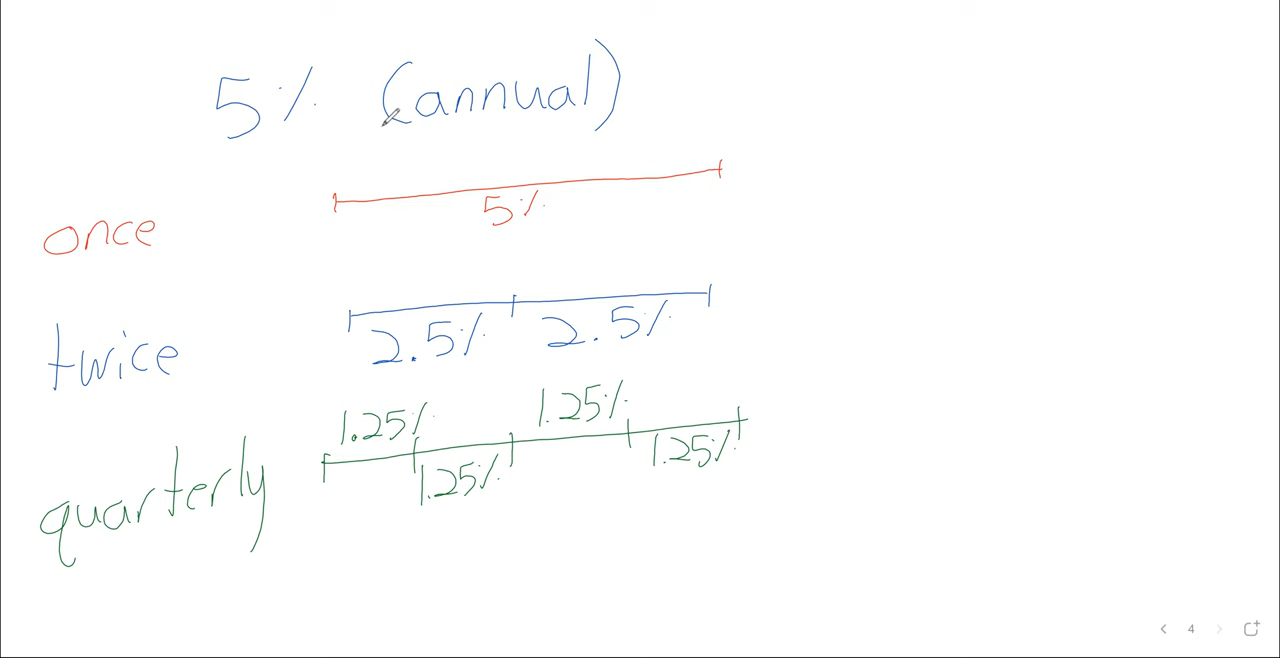 5% (annual)
5%
once
2.5% 2.5%
twice
1.25% 1.25%
1.25% 1.25%
quarterly
4